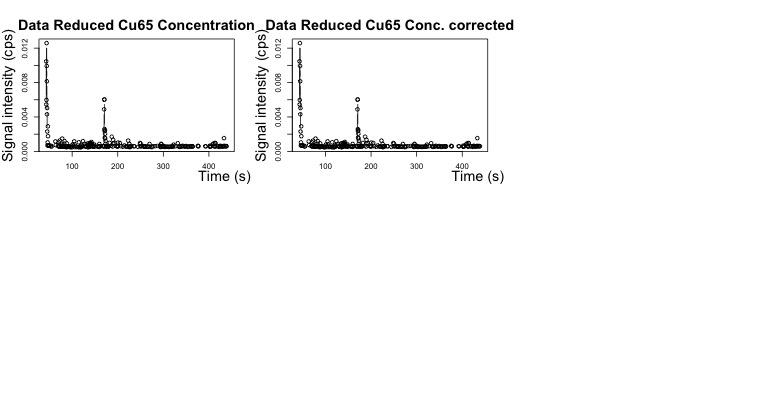 Data Reduced Cu65 Concentration
Signal intensity (cps)
0.012
0.008
0.004
0.000
100 200 300 400
Time (s)
Data Reduced Cu65 Conc. corrected
Signal intensity (cps)
0.012
0.008
0.004
0.000
100 200 300 400
Time (s)